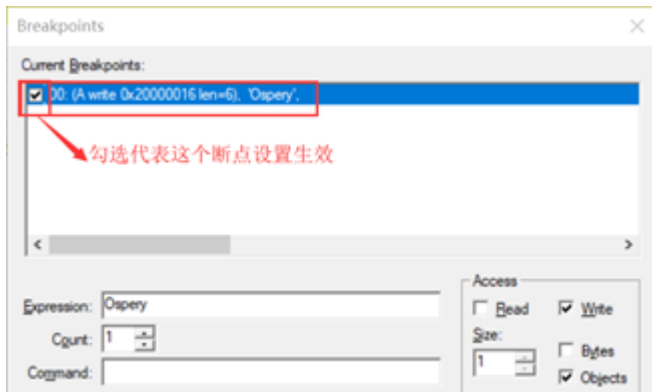 Breakpoints
Current Breakpoints:
00: (A write 0x20000016 len=6), 'Ospery',
勾选代表这个断点设置生效
Access
Expression: Ospery
Read
Write
Count: 1
Size:
1
Bytes
Command:
Objects